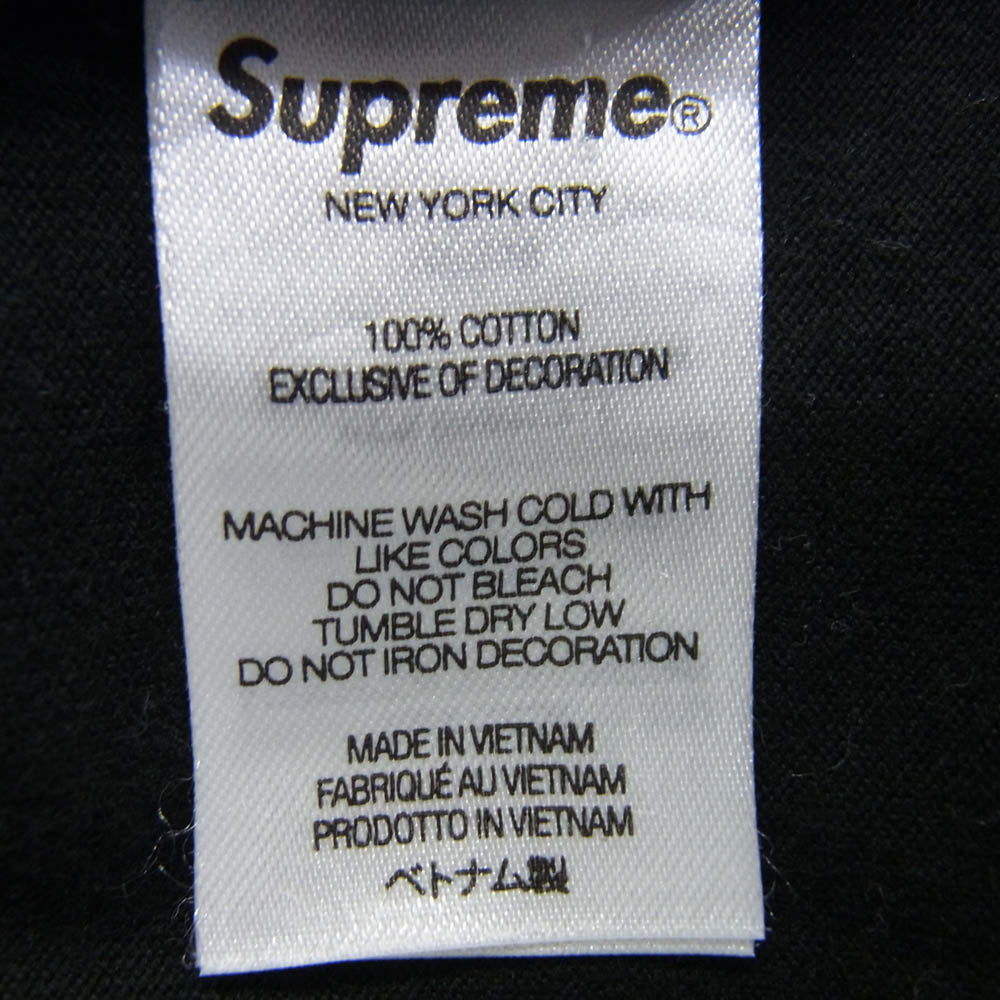 Supreme®
NEW YORK CITY
100% COTTON
EXCLUSIVE OF DECORATION
MACHINE WASH COLD WITH
LIKE COLORS
DO NOT BLEACH
TUMBLE DRY LOW
DO NOT IRON DECORATION
MADE IN VIETNAM
FABRIQUÉ AU VIETNAM
PRODOTTO IN VIETNAM
ベトナム製